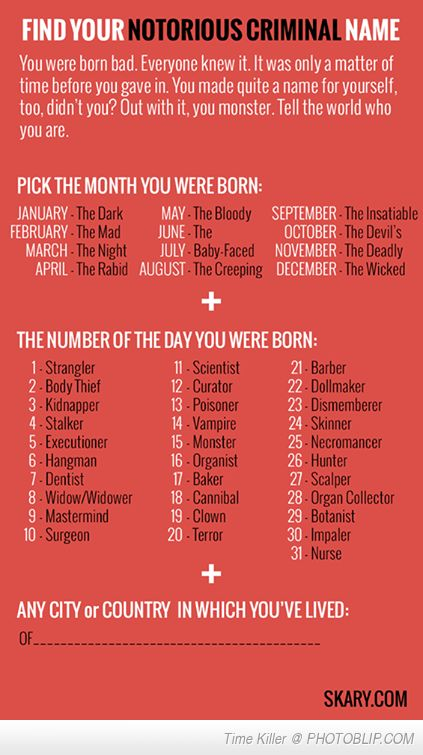 FIND YOUR NOTORIOUS CRIMINAL NAME
You were born bad. Everyone knew it. It was only a matter of
time before you gave in. You made quite a name for yourself,
too, didn't you? Out with it, you monster. Tell the world who
you are.
PICK THE MONTH YOU WERE BORN:
JANUARY - The Dark
FEBRUARY - The Mad
MARCH - The Night
APRIL - The Rabid
MAY - The Bloody
JUNE - The
JULY - Baby-Faced
AUGUST - The Creeping
SEPTEMBER - The Insatiable
OCTOBER - The Devil's
NOVEMBER - The Deadly
DECEMBER - The Wicked
+
THE NUMBER OF THE DAY YOU WERE BORN:
1 - Strangler
2 - Body Thief
3 - Kidnapper
4 - Stalker
5 - Executioner
6 - Hangman
7 - Dentist
8 - Widow/Widower
9 - Mastermind
10 - Surgeon
11 - Scientist
12 - Curator
13 - Poisoner
14 - Vampire
15 - Monster
16 - Organist
17 - Baker
18 - Cannibal
19 - Clown
20 - Terror
21 - Barber
22 - Dollmaker
23 - Dismemberer
24 - Skinner
25 - Necromancer
26 - Hunter
27 - Scalper
28 - Organ Collector
29 - Botanist
30 - Impaler
31 - Nurse
+
ANY CITY or COUNTRY IN WHICH YOU'VE LIVED:
OF__________________________________________
SKARY.COM
Time Killer @ PHOTOBLIP.COM